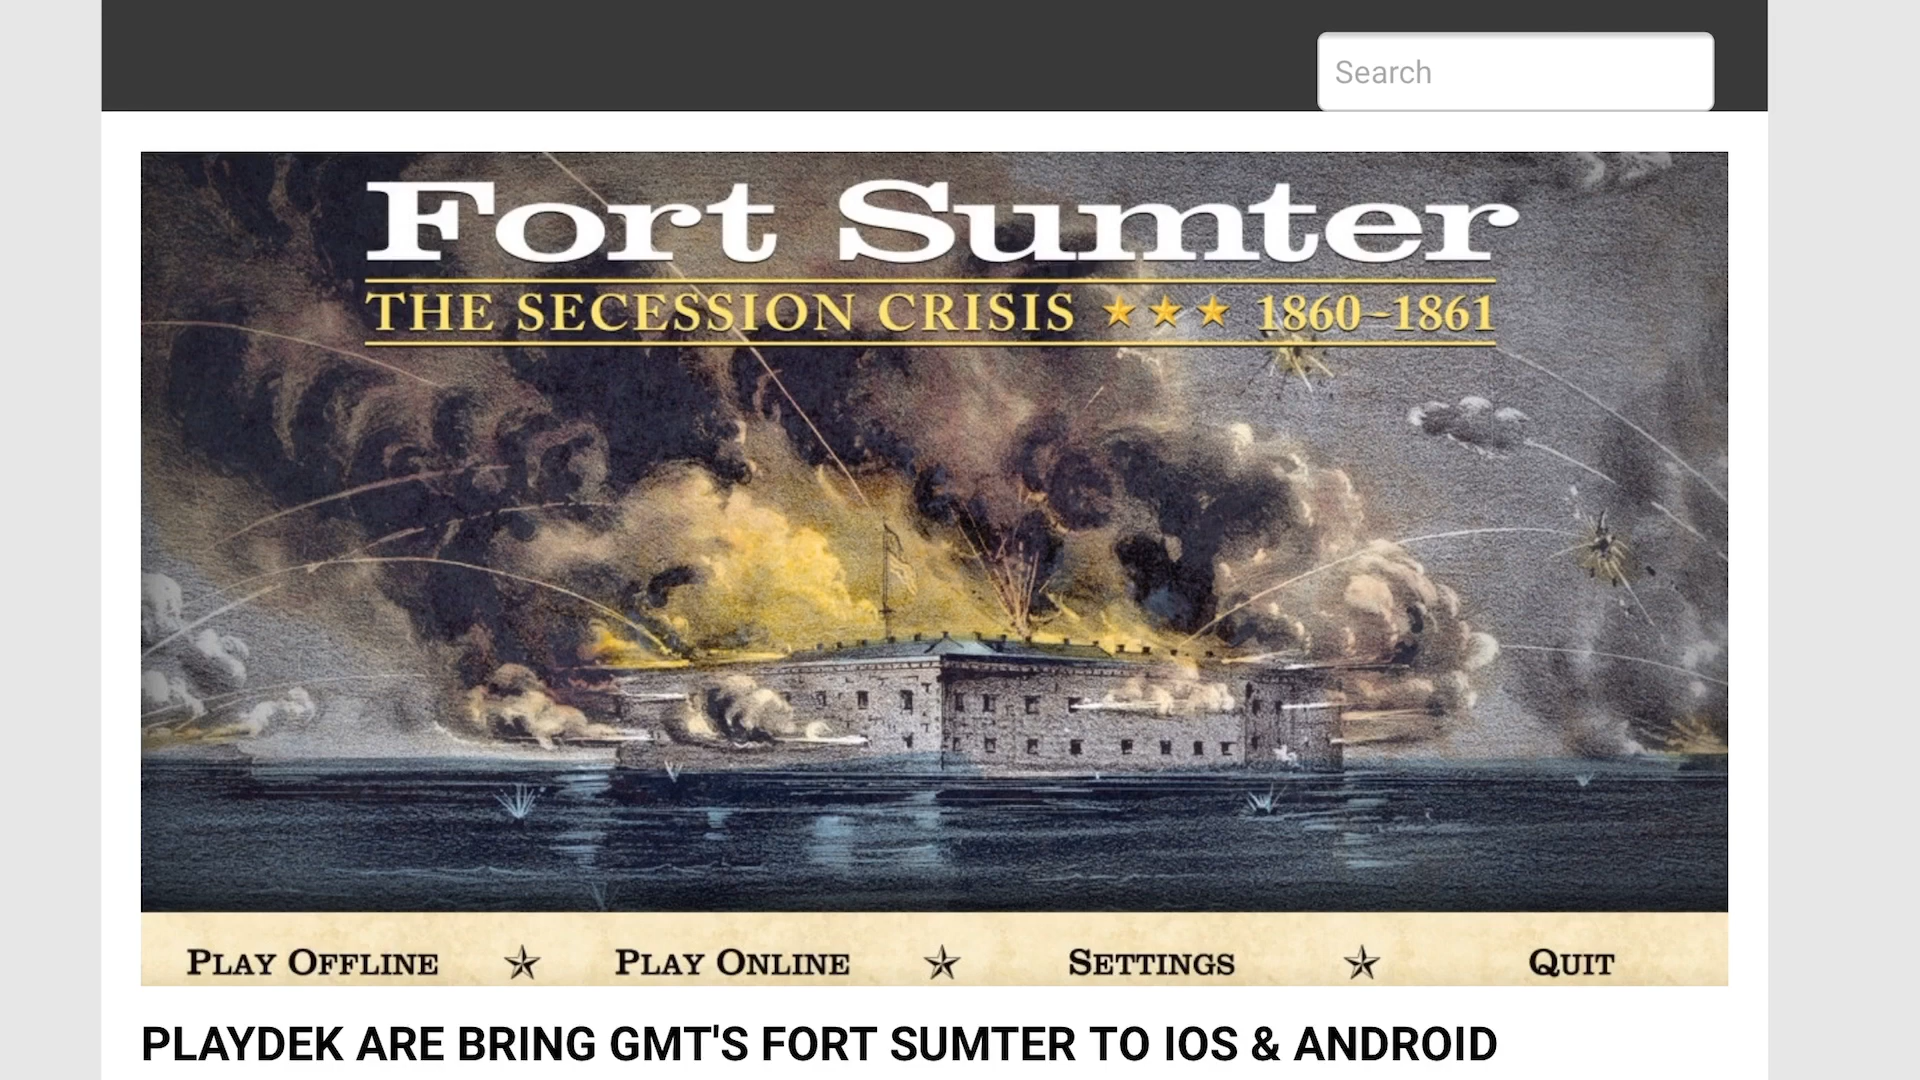 Search
Fort Sumter
THE SECESSION CRISIS ★★★ 1860–1861
PLAY OFFLINE ☆ PLAY ONLINE ☆ SETTINGS ☆ QUIT
PLAYDEK ARE BRING GMT'S FORT SUMTER TO IOS & ANDROID